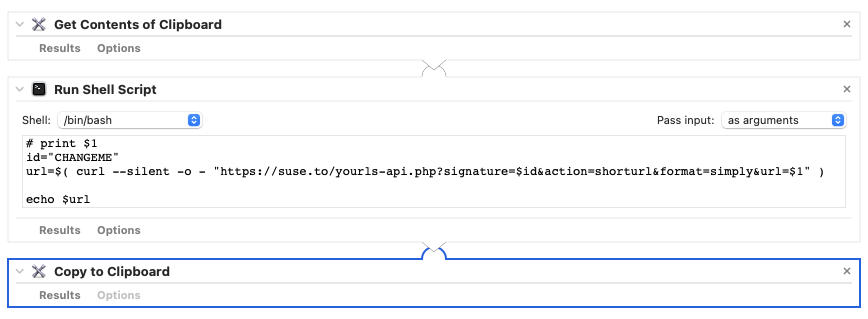 Get Contents of Clipboard
Results Options
Run Shell Script
Shell: /bin/bash Pass input: as arguments
# print $1
id="CHANGEME"
url=$( curl --silent -o - "https://suse.to/yourls-api.php?signature=$id&action=shorturl&format=simply&url=$1" )
echo $url
Results Options
Copy to Clipboard
Results Options